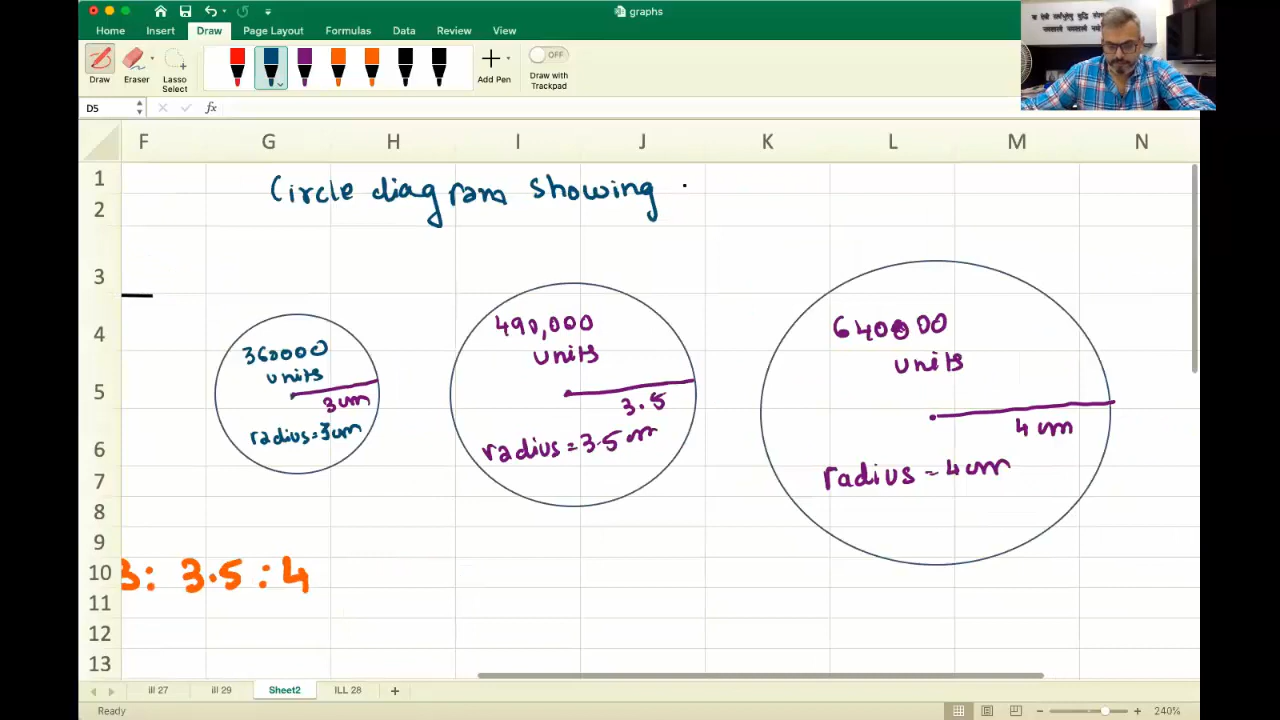 graphs
Home Insert Draw Page Layout Formulas Data Review View
Draw Eraser Lasso Select Add Pen OFF Draw with Trackpad
D5 fx
F G H I J K L M N
1
2
3
4
5
6
7
8
9
10
11
12
13
Circle diagram showing
360000
units
3cm
radius=3cm
490,000
units
3.5
radius=3.5cm
640000
units
4cm
radius=4cm
3: 3.5:4
ill 27 ill 29 Sheet2 ILL 28 +
Ready 240%